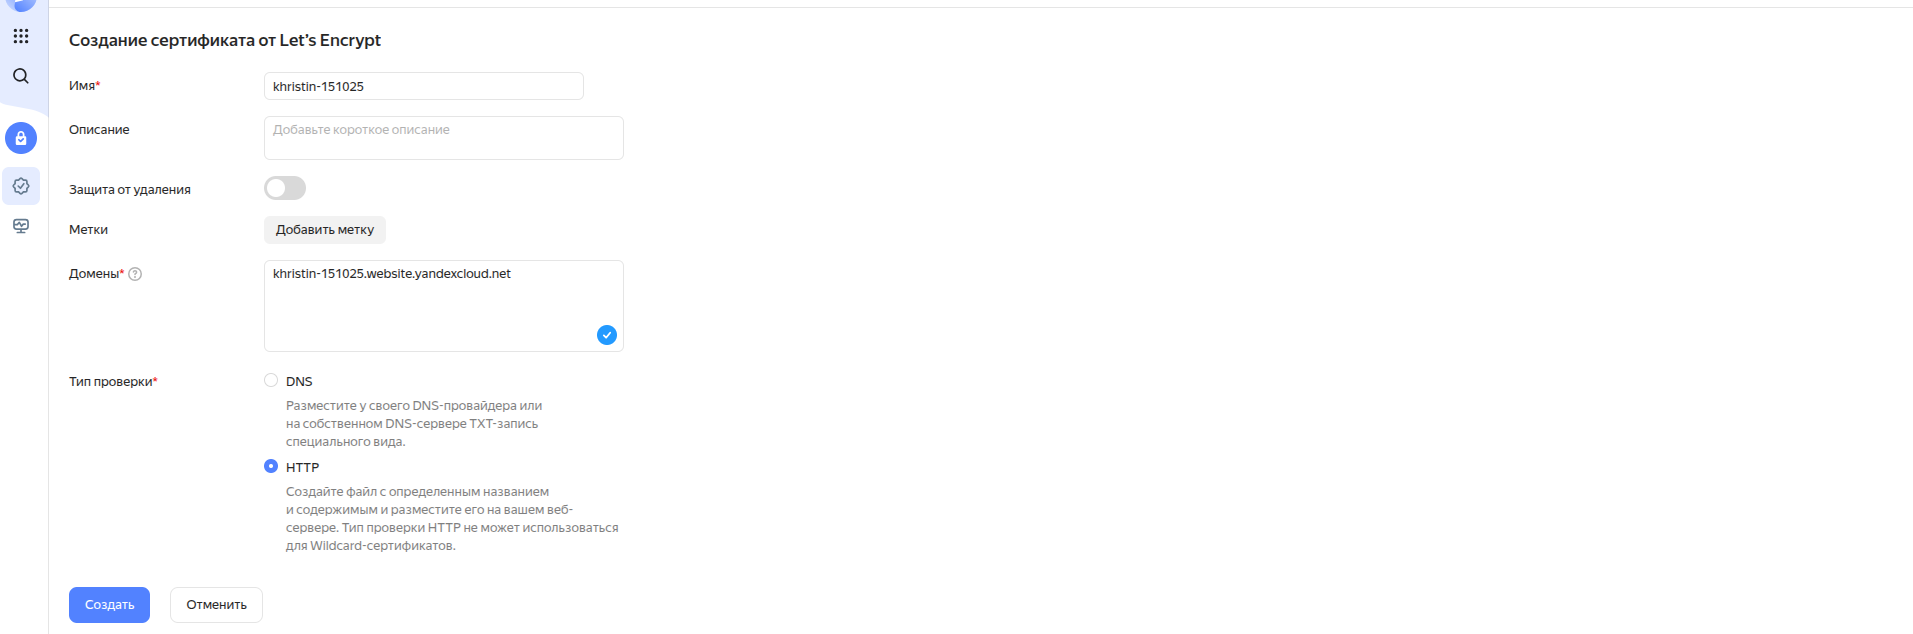 Создание сертификата от Let's Encrypt
Имя*
khristin-151025
Описание
Добавьте короткое описание
Защита от удаления
Метки
Добавить метку
Домены*
khristin-151025.website.yandexcloud.net
Тип проверки*
DNS
Разместите у своего DNS-провайдера или
на собственном DNS-сервере TXT-запись
специального вида.
HTTP
Создайте файл с определенным названием
и содержимым и разместите его на вашем веб-
сервере. Тип проверки HTTP не может использоваться
для Wildcard-сертификатов.
Создать
Отменить